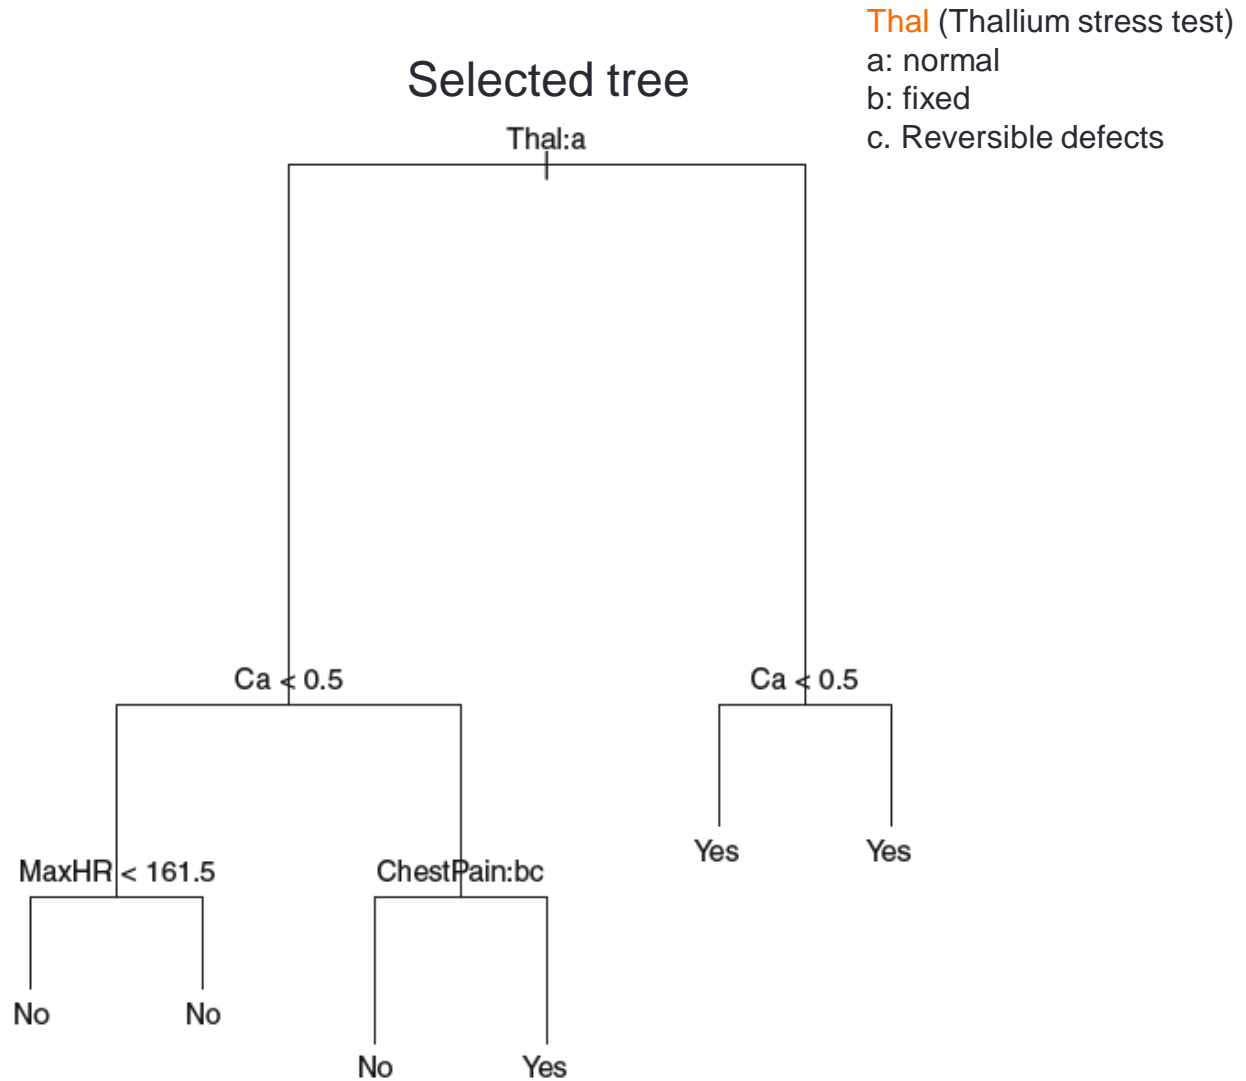 Thal (Thallium stress test)
a: normal
b: fixed
c. Reversible defects
Selected tree
Thal:a
Ca < 0.5
Ca < 0.5
MaxHR < 161.5
ChestPain:bc
Yes
Yes
No
No
No
Yes